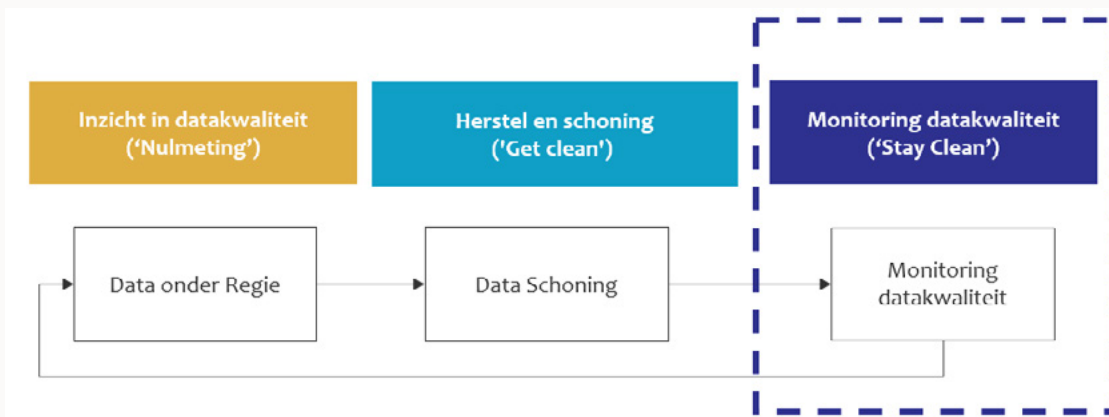 Inzicht in datakwaliteit
(‘Nulmeting’)
Herstel en schoning
('Get clean')
Monitoring datakwaliteit
(‘Stay Clean’)
Data onder Regie
Data Schoning
Monitoring
datakwaliteit